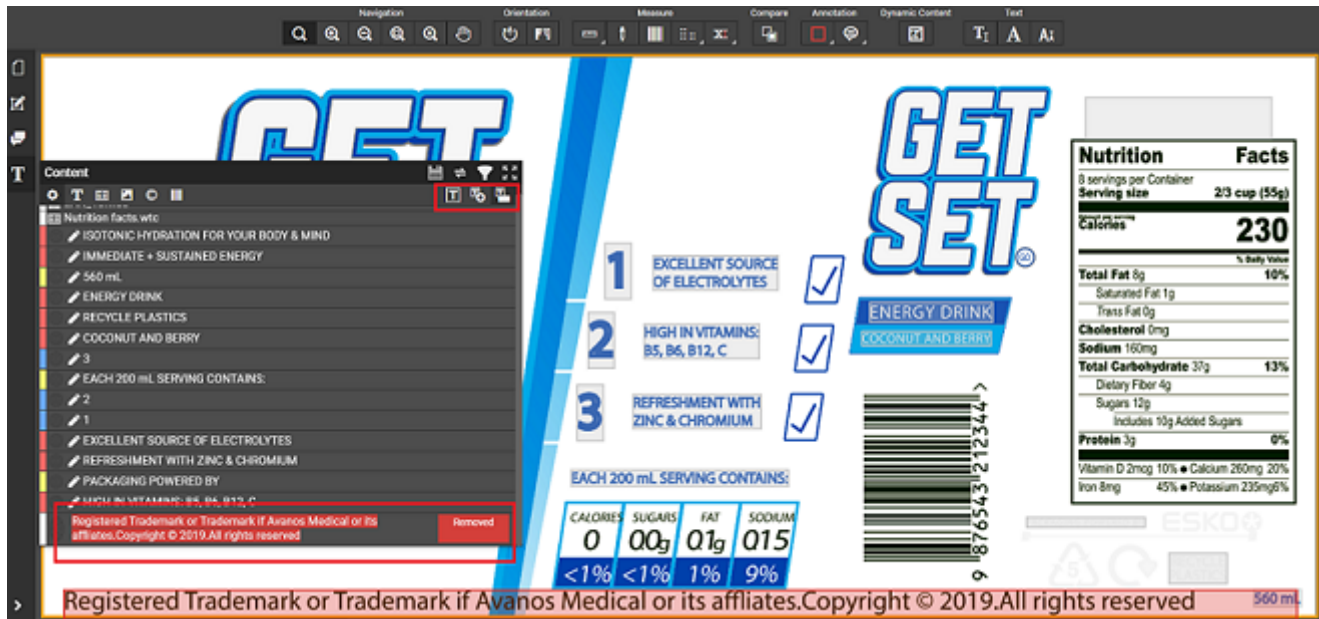 Navigation
Orientation
Measure
Compare
Annotation
Dynamic Content
Text
GET
Content
Nutrition facts.wtc
ISOTONIC HYDRATION FOR YOUR BODY & MIND
IMMEDIATE + SUSTAINED ENERGY
560 mL
ENERGY DRINK
RECYCLE PLASTICS
COCONUT AND BERRY
3
EACH 200 mL SERVING CONTAINS:
2
1
EXCELLENT SOURCE OF ELECTROLYTES
REFRESHMENT WITH ZINC & CHROMIUM
PACKAGING POWERED BY
HIGH IN VITAMINS: B5, B6, B12, C
Registered Trademark or Trademark if Avanos Medical or its
affliates.Copyright © 2019.All rights reserved
Removed
1
EXCELLENT SOURCE
OF ELECTROLYTES
2
HIGH IN VITAMINS:
B5, B6, B12, C
3
REFRESHMENT WITH
ZINC & CHROMIUM
EACH 200 mL SERVING CONTAINS:
CALORIES SUGARS FAT SODIUM
0 00g 01g 015
<1% <1% 1% 9%
GET
SET
GO
ENERGY DRINK
COCONUT AND BERRY
9 876543 212344 >
Nutrition Facts
8 servings per Container
Serving size 2/3 cup (55g)
Calories 230
% Daily Value
Total Fat 8g 10%
Saturated Fat 1g
Trans Fat 0g
Cholesterol 0mg
Sodium 160mg
Total Carbohydrate 37g 13%
Dietary Fiber 4g
Sugars 12g
Includes 10g Added Sugars
Protein 3g 0%
Vitamin D 2mcg 10% ● Calcium 260mg 20%
Iron 8mg 45% ● Potassium 235mg6%
ESKO
5
Registered Trademark or Trademark if Avanos Medical or its affliates.Copyright © 2019.All rights reserved
560 mL